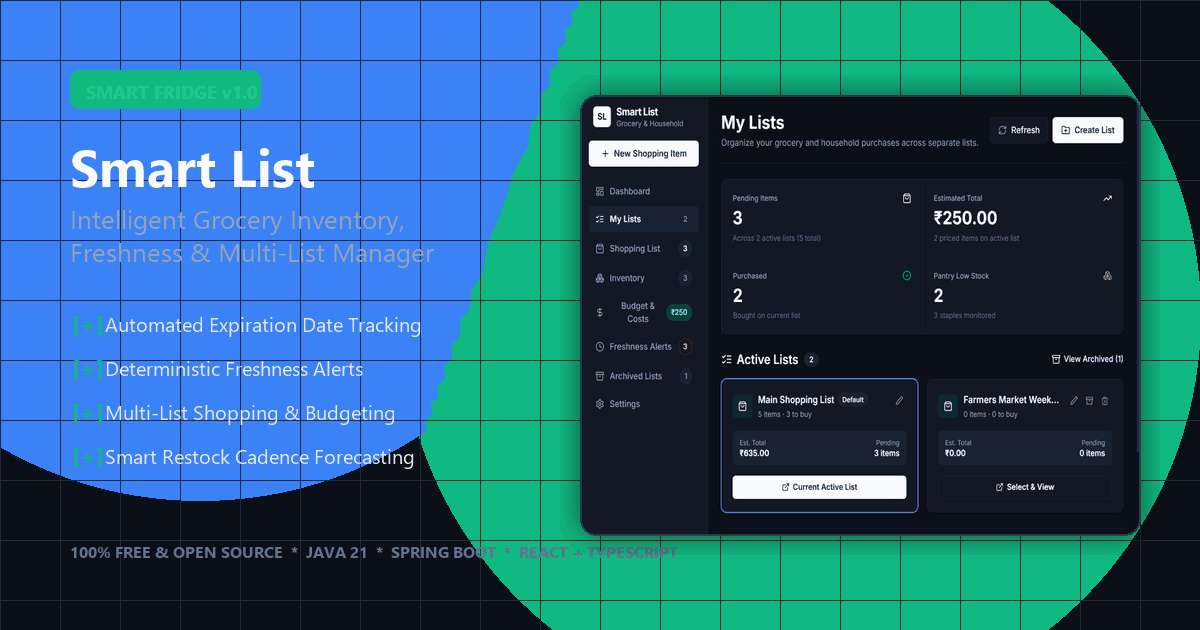 SMART FRIDGE v1.0
Smart List
Intelligent Grocery Inventory,
Freshness & Multi-List Manager
[+] Automated Expiration Date Tracking
[+] Deterministic Freshness Alerts
[+] Multi-List Shopping & Budgeting
[+] Smart Restock Cadence Forecasting
100% FREE & OPEN SOURCE * JAVA 21 * SPRING BOOT * REACT + TYPESCRIPT
SL
Smart List
Grocery & Household
+ New Shopping Item
Dashboard
My Lists 2
Shopping List 3
Inventory 3
Budget &
Costs ₹250
Freshness Alerts 3
Archived Lists 1
Settings
My Lists
Organize your grocery and household purchases across separate lists.
Refresh
Create List
Pending Items
3
Across 2 active lists (5 total)
Estimated Total
₹250.00
2 priced items on active list
Purchased
2
Bought on current list
Pantry Low Stock
2
3 staples monitored
Active Lists 2
View Archived (1)
Main Shopping List Default
5 items · 3 to buy
Est. Total Pending
₹635.00 3 items
Current Active List
Farmers Market Week...
0 items · 0 to buy
Est. Total Pending
₹0.00 0 items
Select & View